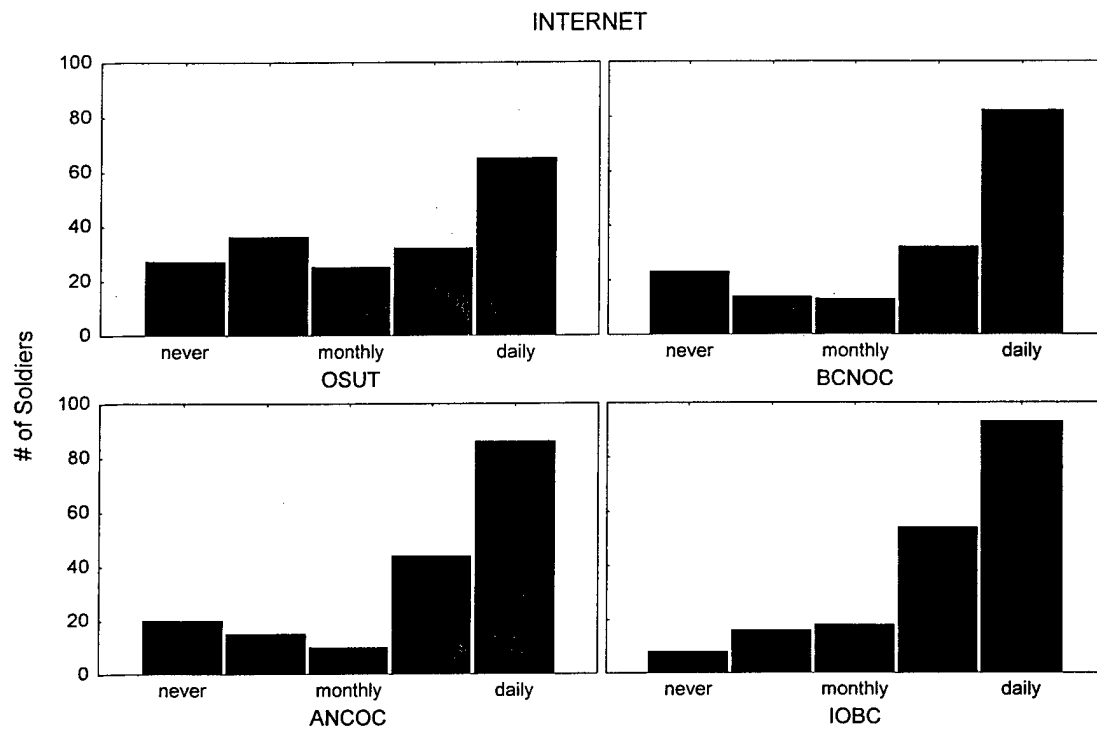 INTERNET
# of Soldiers
100
80
60
40
20
0
never monthly daily
OSUT
never monthly daily
BCNOC
100
80
60
40
20
0
never monthly daily
ANCOC
never monthly daily
IOBC